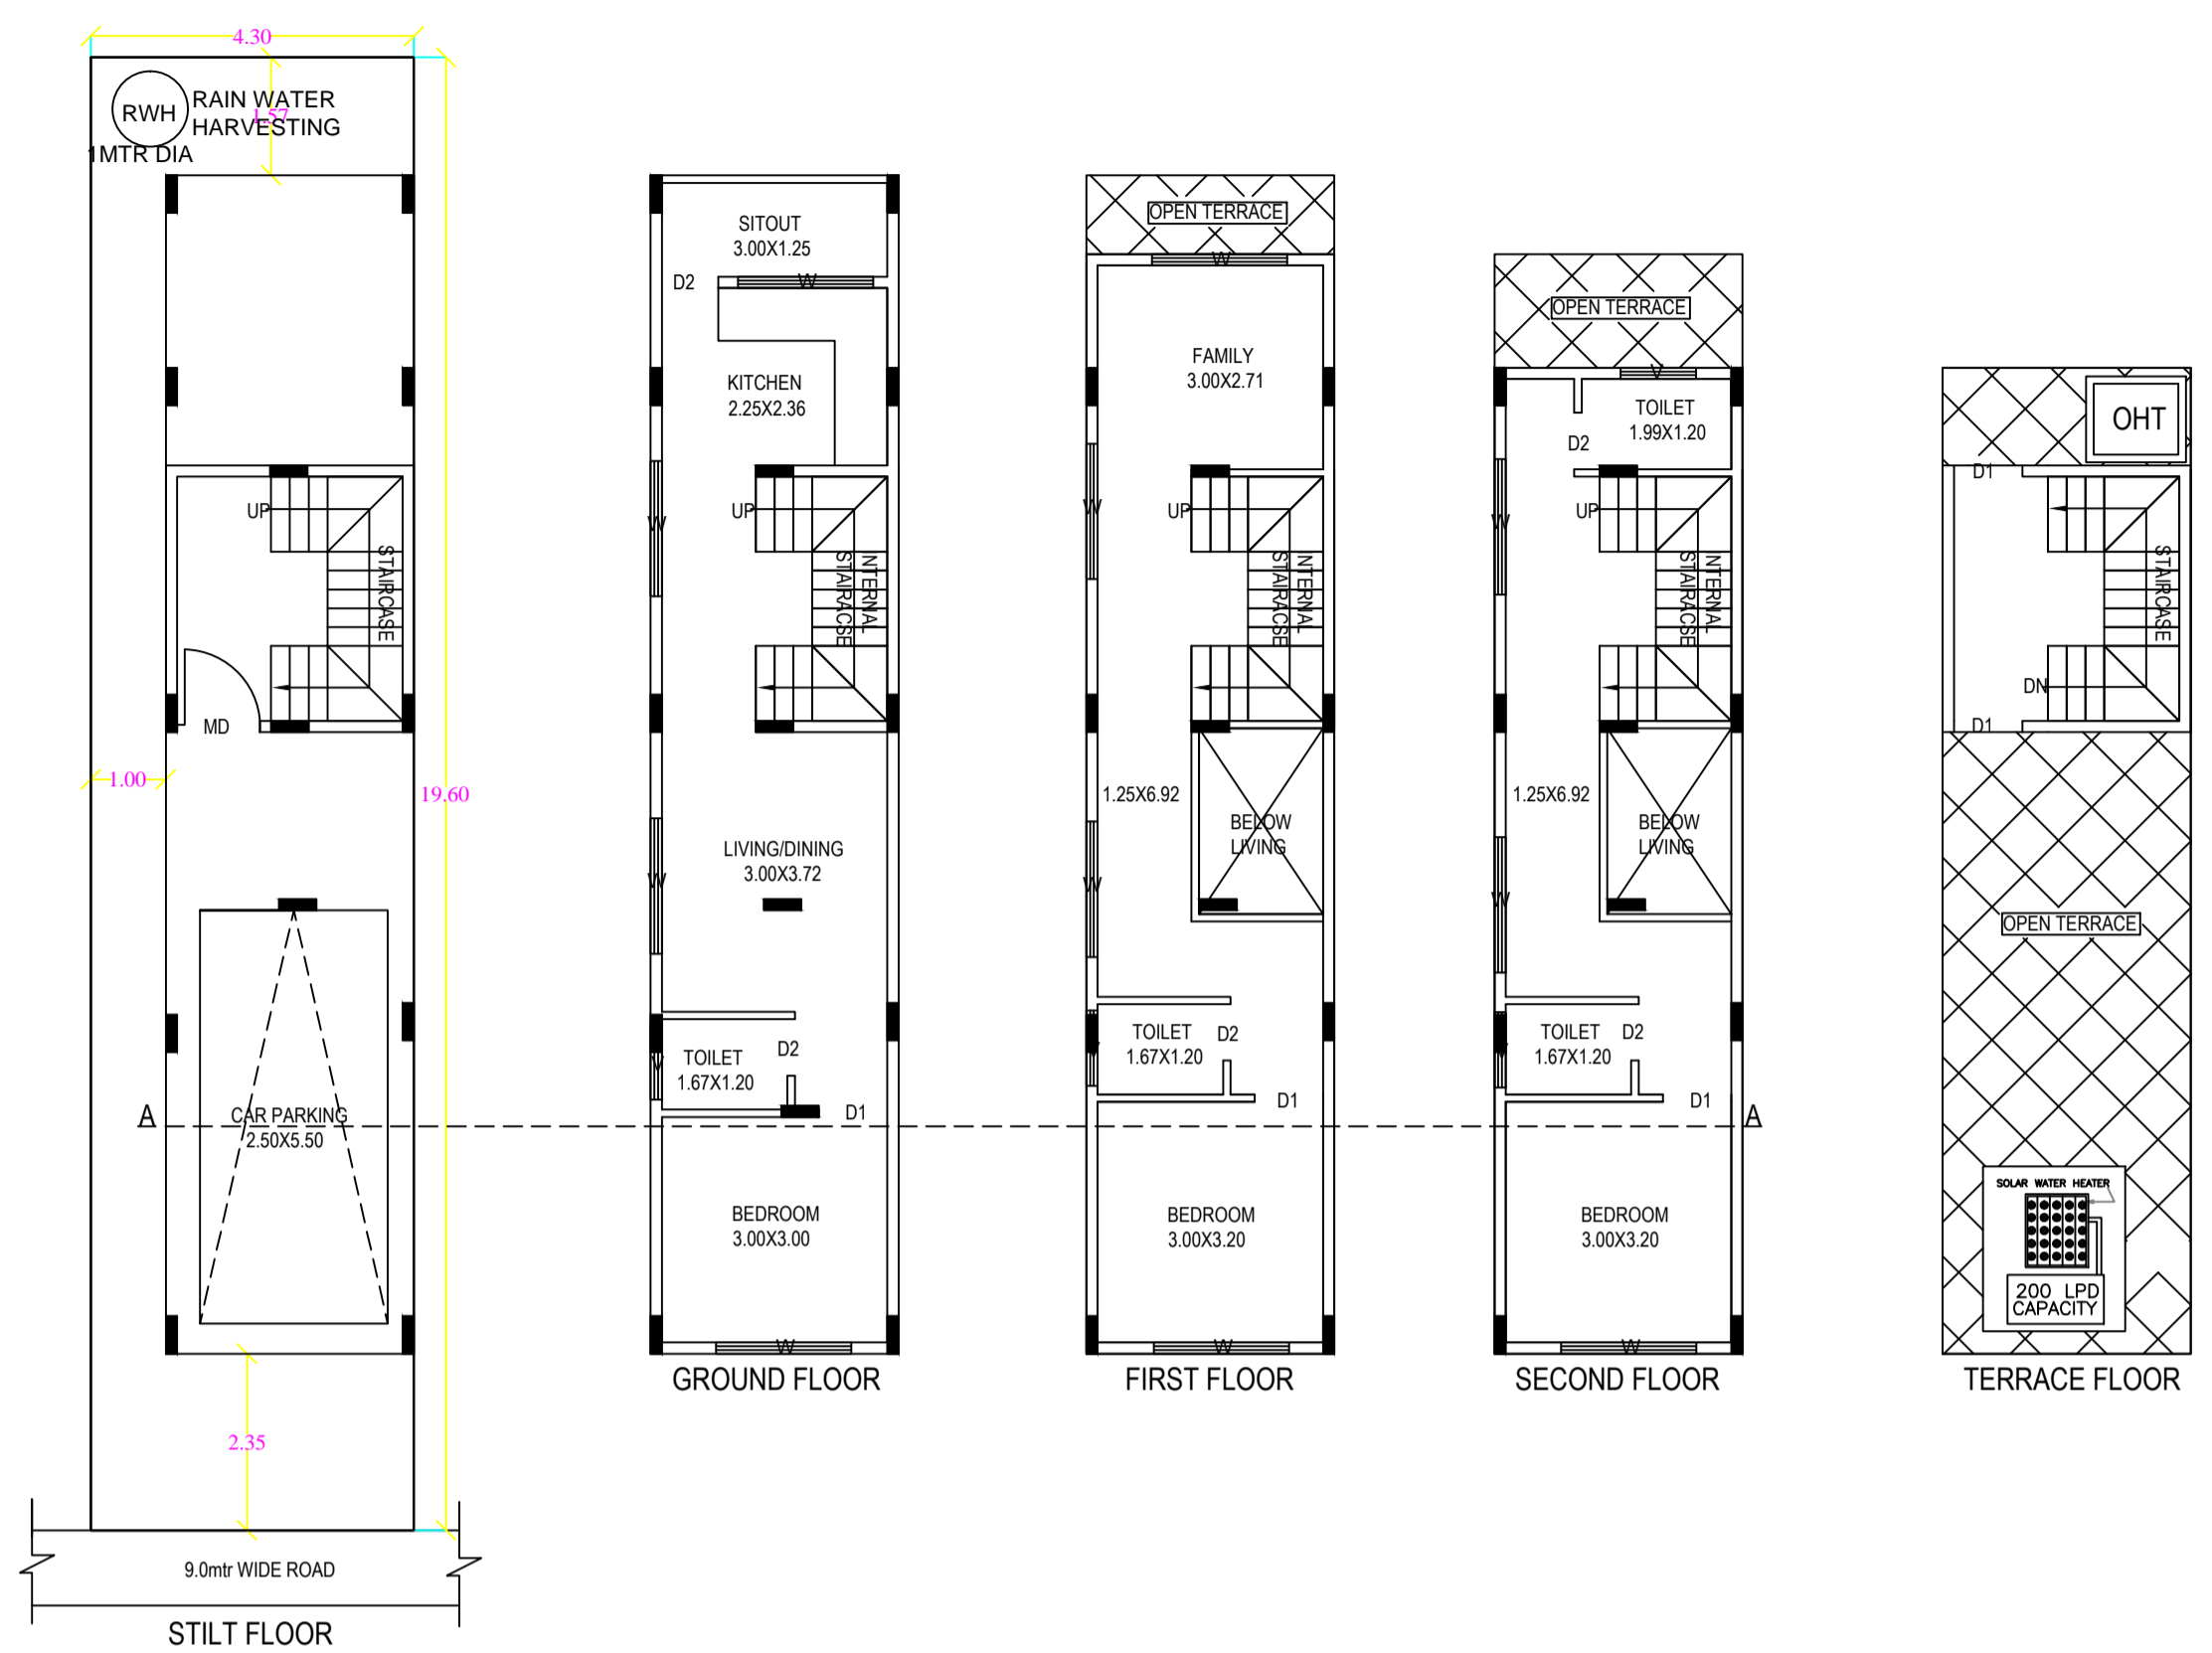 4.30
RWH
RAIN WATER
HARVESTING
1.57
1MTR DIA
UP
STAIRCASE
MD
1.00
19.60
A
CAR PARKING
2.50X5.50
2.35
9.0mtr WIDE ROAD
STILT FLOOR
SITOUT
3.00X1.25
D2
W
KITCHEN
2.25X2.36
UP
W
INTERNAL
STAIRACSE
LIVING/DINING
3.00X3.72
W
TOILET
1.67X1.20
D2
V
D1
BEDROOM
3.00X3.00
W
GROUND FLOOR
OPEN TERRACE
W
FAMILY
3.00X2.71
W
UP
INTERNAL
STAIRACSE
1.25X6.92
BELOW
LIVING
W
TOILET
1.67X1.20
D2
V
D1
BEDROOM
3.00X3.20
W
FIRST FLOOR
OPEN TERRACE
V
TOILET
1.99X1.20
D2
UP
W
INTERNAL
STAIRACSE
1.25X6.92
BELOW
LIVING
W
TOILET
1.67X1.20
D2
V
D1
A
BEDROOM
3.00X3.20
W
SECOND FLOOR
OHT
D1
STAIRCASE
DN
D1
OPEN TERRACE
SOLAR WATER HEATER
200 LPD
CAPACITY
TERRACE FLOOR